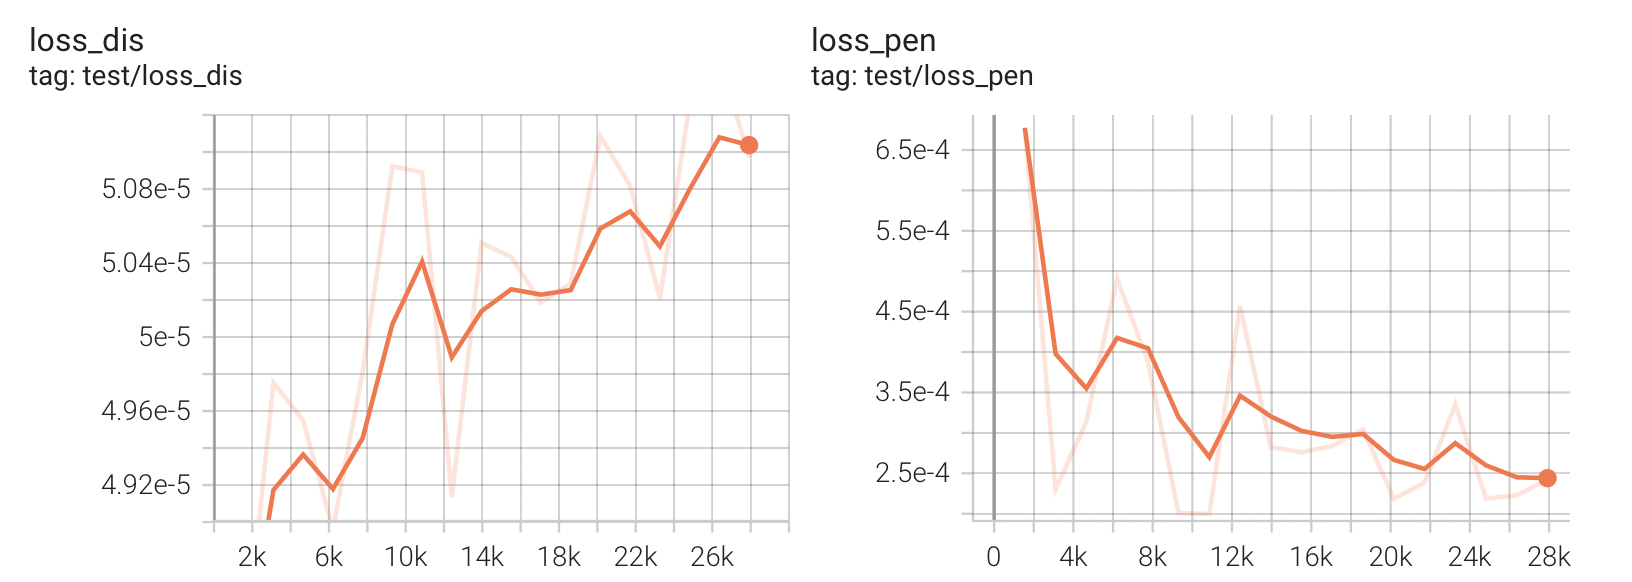 loss_dis
tag: test/loss_dis
5.08e-5
5.04e-5
5e-5
4.96e-5
4.92e-5
2k 6k 10k 14k 18k 22k 26k
loss_pen
tag: test/loss_pen
6.5e-4
5.5e-4
4.5e-4
3.5e-4
2.5e-4
0 4k 8k 12k 16k 20k 24k 28k